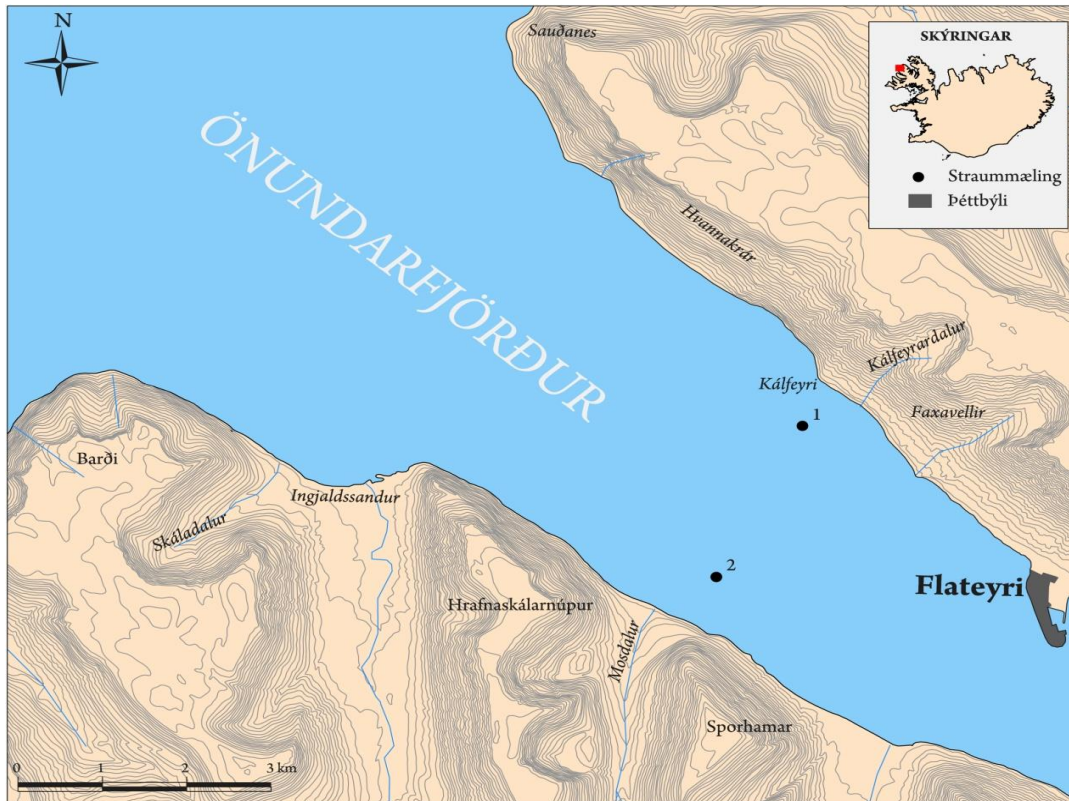 N
Sauðanes
SKÝRINGAR
Straummæling
Þéttbýli
ÖNUNDARFJÖRÐUR
Hvannakrár
Kálfeyrardalur
Kálfeyri
Faxavellir
1
Barði
Ingjaldssandur
Skáladalur
2
Flateyri
Hrafnaskálarnúpur
Mosdalur
Sporhamar
0 1 2 3 km